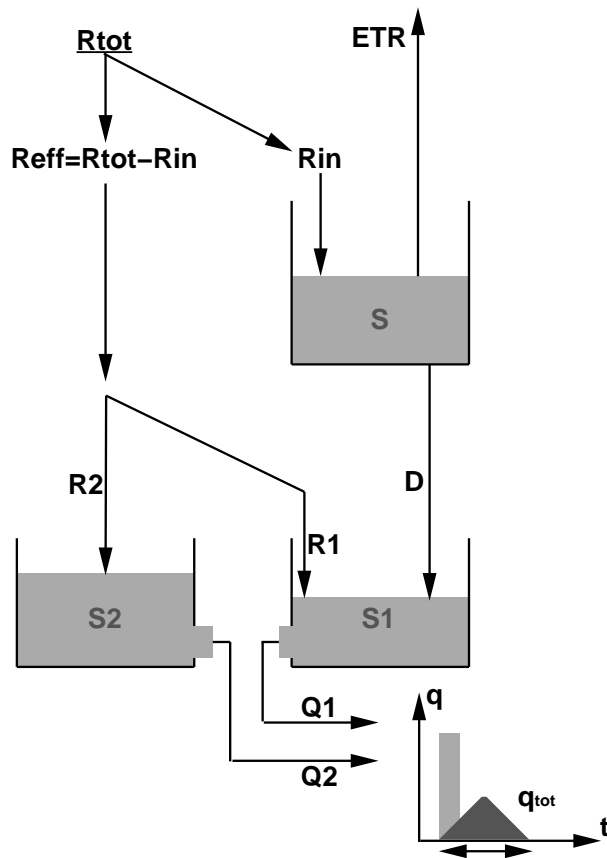 Rtot
ETR
Reff=Rtot−Rin
Rin
S
R2
D
R1
S2
S1
Q1
Q2
q
qtot
t